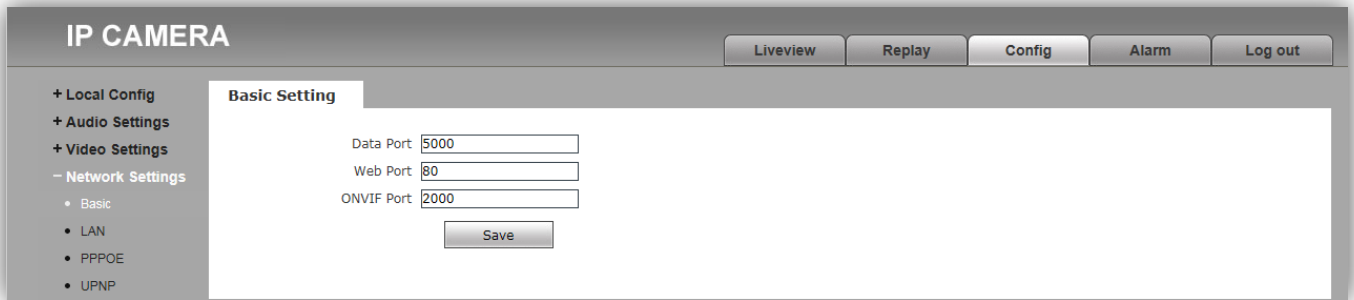 IP CAMERA
Liveview Replay Config Alarm Log out
+ Local Config
+ Audio Settings
+ Video Settings
− Network Settings
• Basic
• LAN
• PPPOE
• UPNP
Basic Setting
Data Port 5000
Web Port 80
ONVIF Port 2000
Save